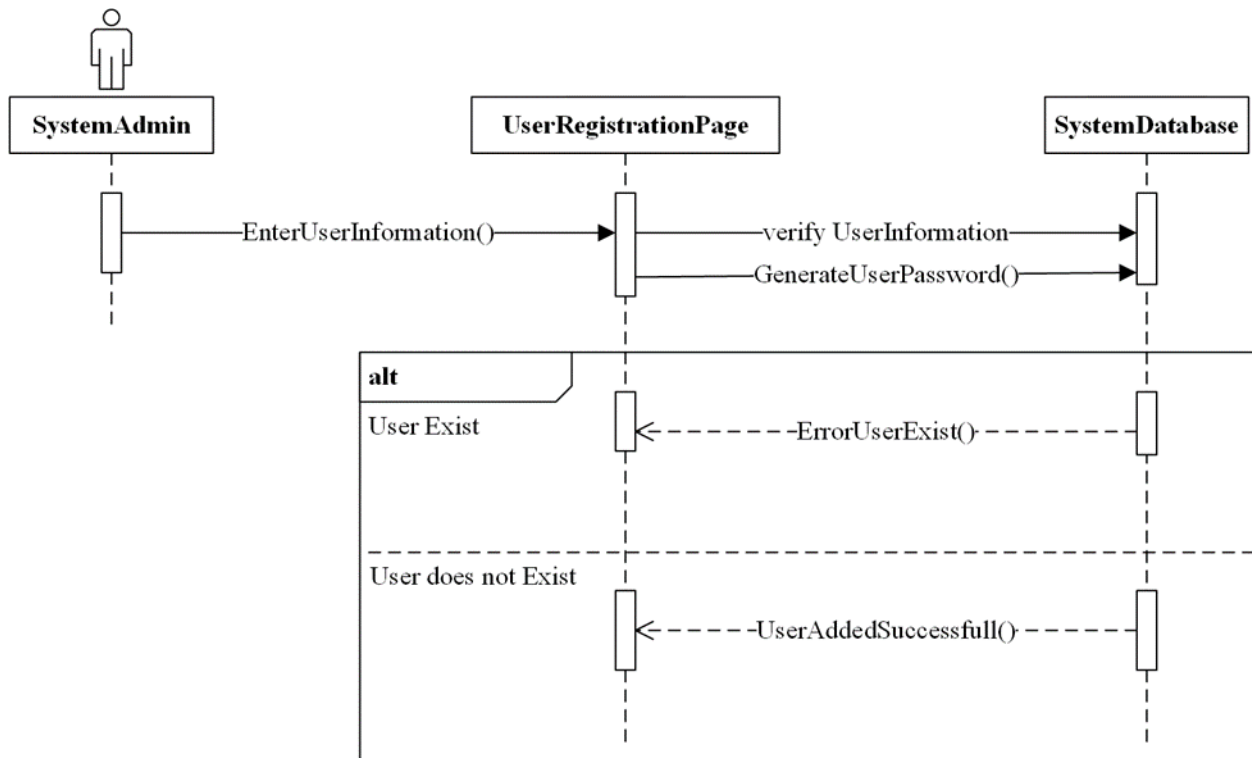 SystemAdmin
UserRegistrationPage
SystemDatabase
EnterUserInformation()
verify UserInformation
GenerateUserPassword()
alt
User Exist
ErrorUserExist()
User does not Exist
UserAddedSuccessfull()